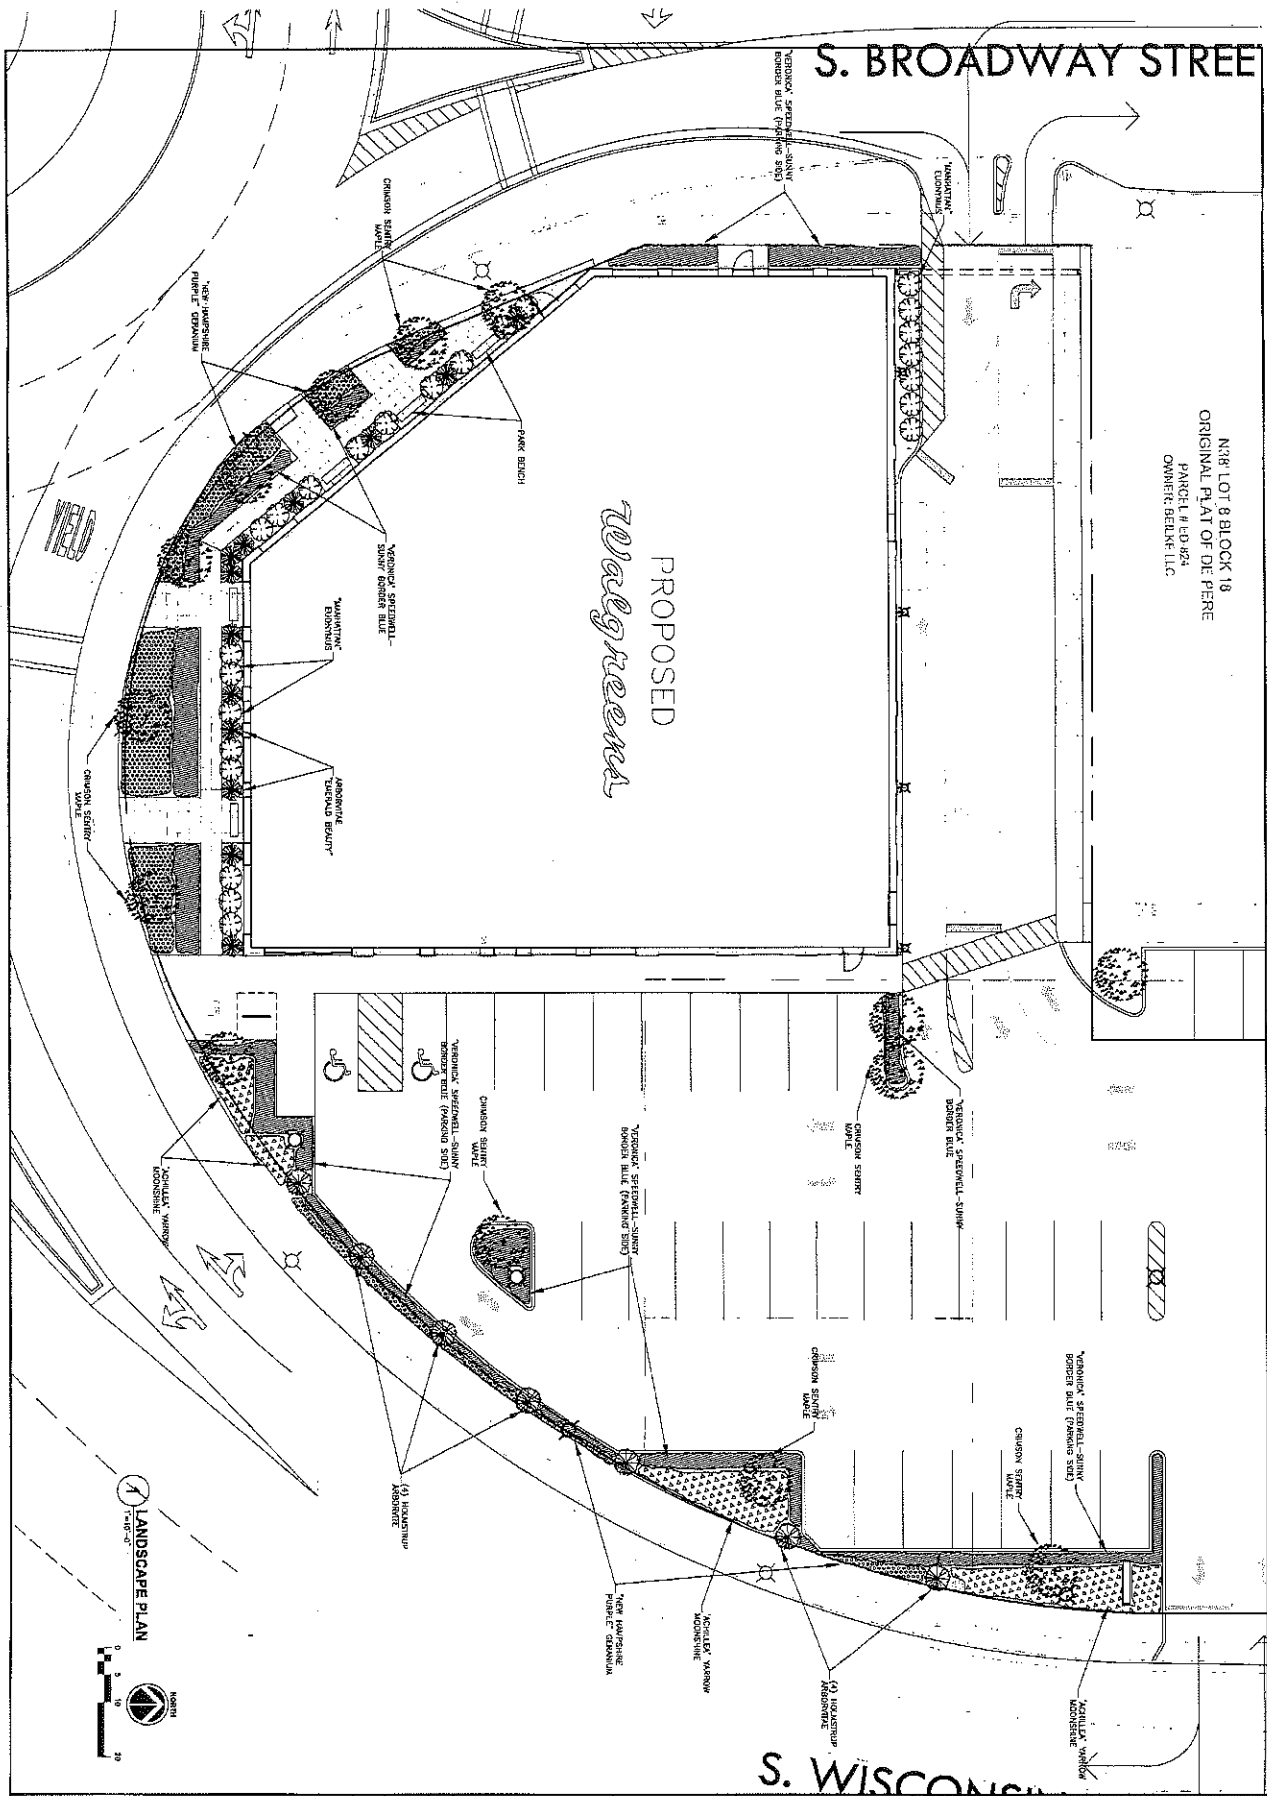 S. BROADWAY STREE
"VERONICA" SPEEDWELL-SUNNY
BORDER BLUE (PARKING SIDE)
"MANHATTAN"
EUONYMUS
CRIMSON SENTRY
MAPLE
"NEW HAMPSHIRE
PURPLE" GERANIUM
PARK BENCH
N38' LOT 8 BLOCK 18
ORIGINAL PLAT OF DE PERE
PARCEL # ED-824
OWNER: BEILKE LLC
PROPOSED
Walgreens
"VERONICA" SPEEDWELL-
SUNNY BORDER BLUE
"MANHATTAN"
EUONYMUS
ARBORVITAE
"EMERALD BEAUTY"
CRIMSON SENTRY
MAPLE
"VERONICA" SPEEDWELL-SUNNY
BORDER BLUE (PARKING SIDE)
CRIMSON SENTRY
MAPLE
"VERONICA" SPEEDWELL-SUNNY
BORDER BLUE (PARKING SIDE)
CRIMSON SENTRY
MAPLE
"VERONICA" SPEEDWELL-SUNNY
BORDER BLUE
"ACHILLEA" YARROW
MOONSHINE
CRIMSON SENTRY
MAPLE
CRIMSON SENTRY
MAPLE
"VERONICA" SPEEDWELL-SUNNY
BORDER BLUE (PARKING SIDE)
(4) HOLMSTRUP
ARBORVITAE
"NEW HAMPSHIRE
PURPLE" GERANIUM
"ACHILLEA" YARROW
MOONSHINE
(4) HOLMSTRUP
ARBORVITAE
"ACHILLEA" YARROW
MOONSHINE
1 LANDSCAPE PLAN
1"=10'-0"
0 5 10 20
NORTH
S. WISCONSIN